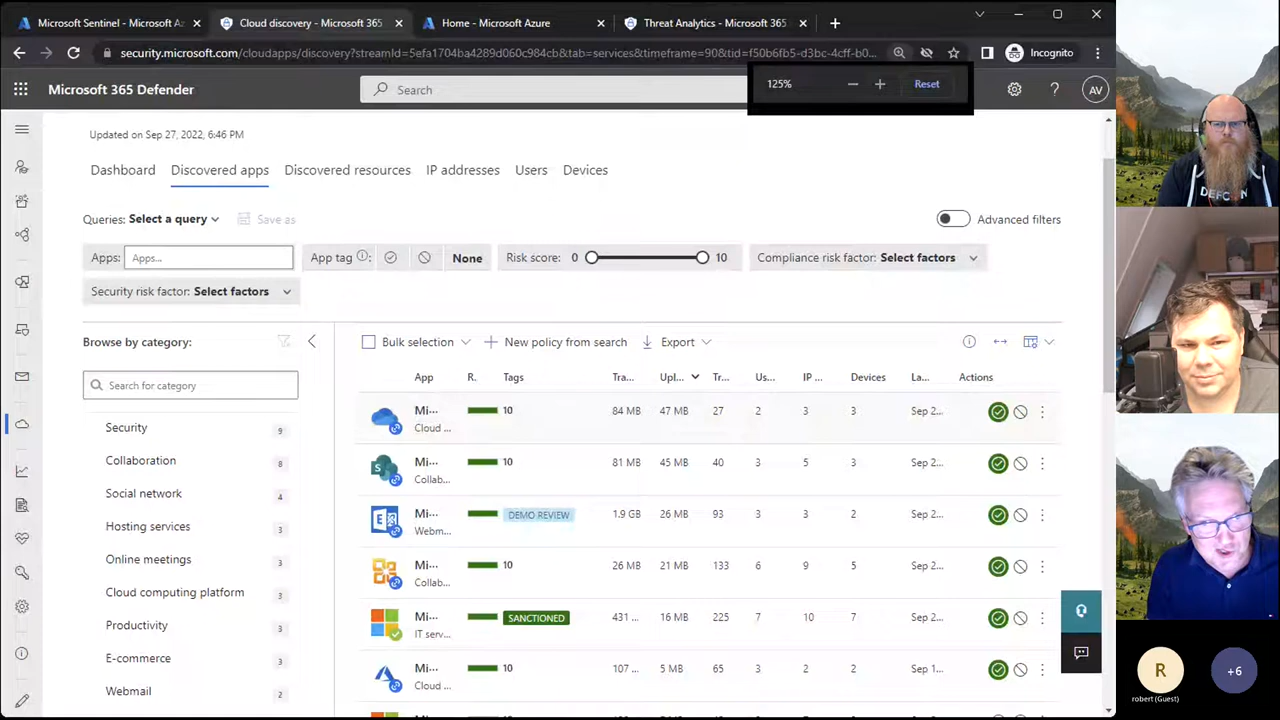 Microsoft Sentinel - Microsoft Az
Cloud discovery - Microsoft 365
Home - Microsoft Azure
Threat Analytics - Microsoft 365
security.microsoft.com/cloudapps/discovery?streamId=5efa1704ba4289d060c984cb&tab=services&timeframe=90&tid=f50b6fb5-d3bc-4cff-b0...
Incognito
125%
Reset
Microsoft 365 Defender
Search
AV
Updated on Sep 27, 2022, 6:46 PM
Dashboard Discovered apps Discovered resources IP addresses Users Devices
Queries: Select a query Save as
Advanced filters
Apps: Apps... App tag: None Risk score: 0 10 Compliance risk factor: Select factors
Security risk factor: Select factors
Browse by category:
Search for category
Security 9
Collaboration 8
Social network 4
Hosting services 3
Online meetings 3
Cloud computing platform 3
Productivity 3
E-commerce 3
Webmail 2
Bulk selection New policy from search Export
App R. Tags Tra... Upl... Tr... Us... IP ... Devices La... Actions
Mi... 10 84 MB 47 MB 27 2 3 3 Sep 2...
Cloud ...
Mi... 10 81 MB 45 MB 40 3 5 3 Sep 2...
Collab...
Mi... DEMO REVIEW 1.9 GB 26 MB 93 3 3 2 Sep 2...
Webm...
Mi... 10 26 MB 21 MB 133 6 9 5 Sep 2...
Collab...
Mi... SANCTIONED 431 ... 16 MB 225 7 10 7 Sep 2...
IT serv...
Mi... 10 107 ... 5 MB 65 3 2 2 Sep 1...
Cloud ...
DEFCON
R
robert (Guest)
+6